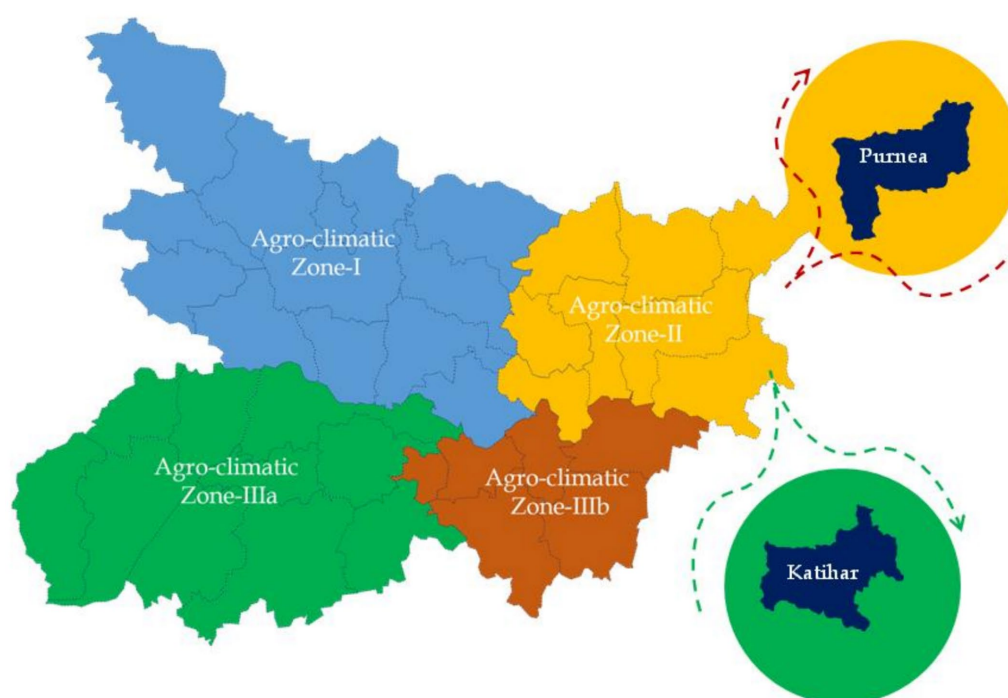 Purnea
Agro-climatic
Zone-I
Agro-climatic
Zone-II
Agro-climatic
Zone-IIIa
Agro-climatic
Zone-IIIb
Katihar